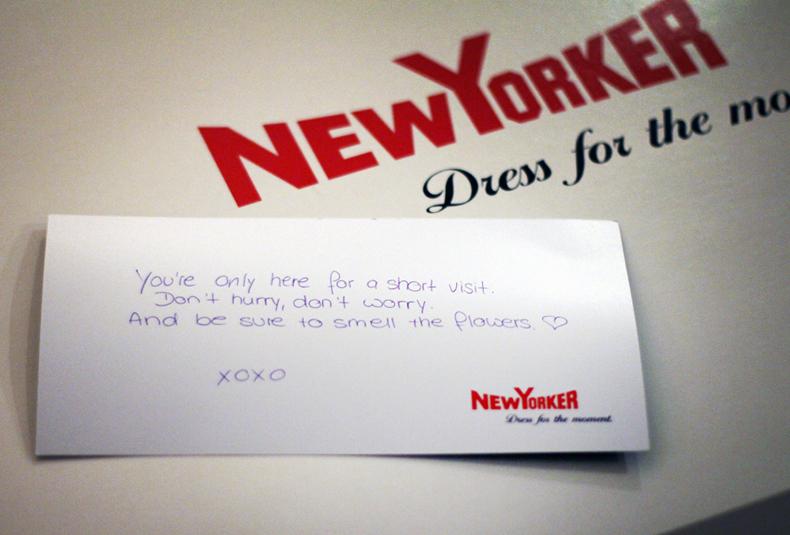 NEWYORKER
Dress for the mo
You're only here for a short visit.
Don't hurry, don't worry.
And be sure to smell the flowers. ♡
xoxo
NEWYORKER
Dress for the moment.